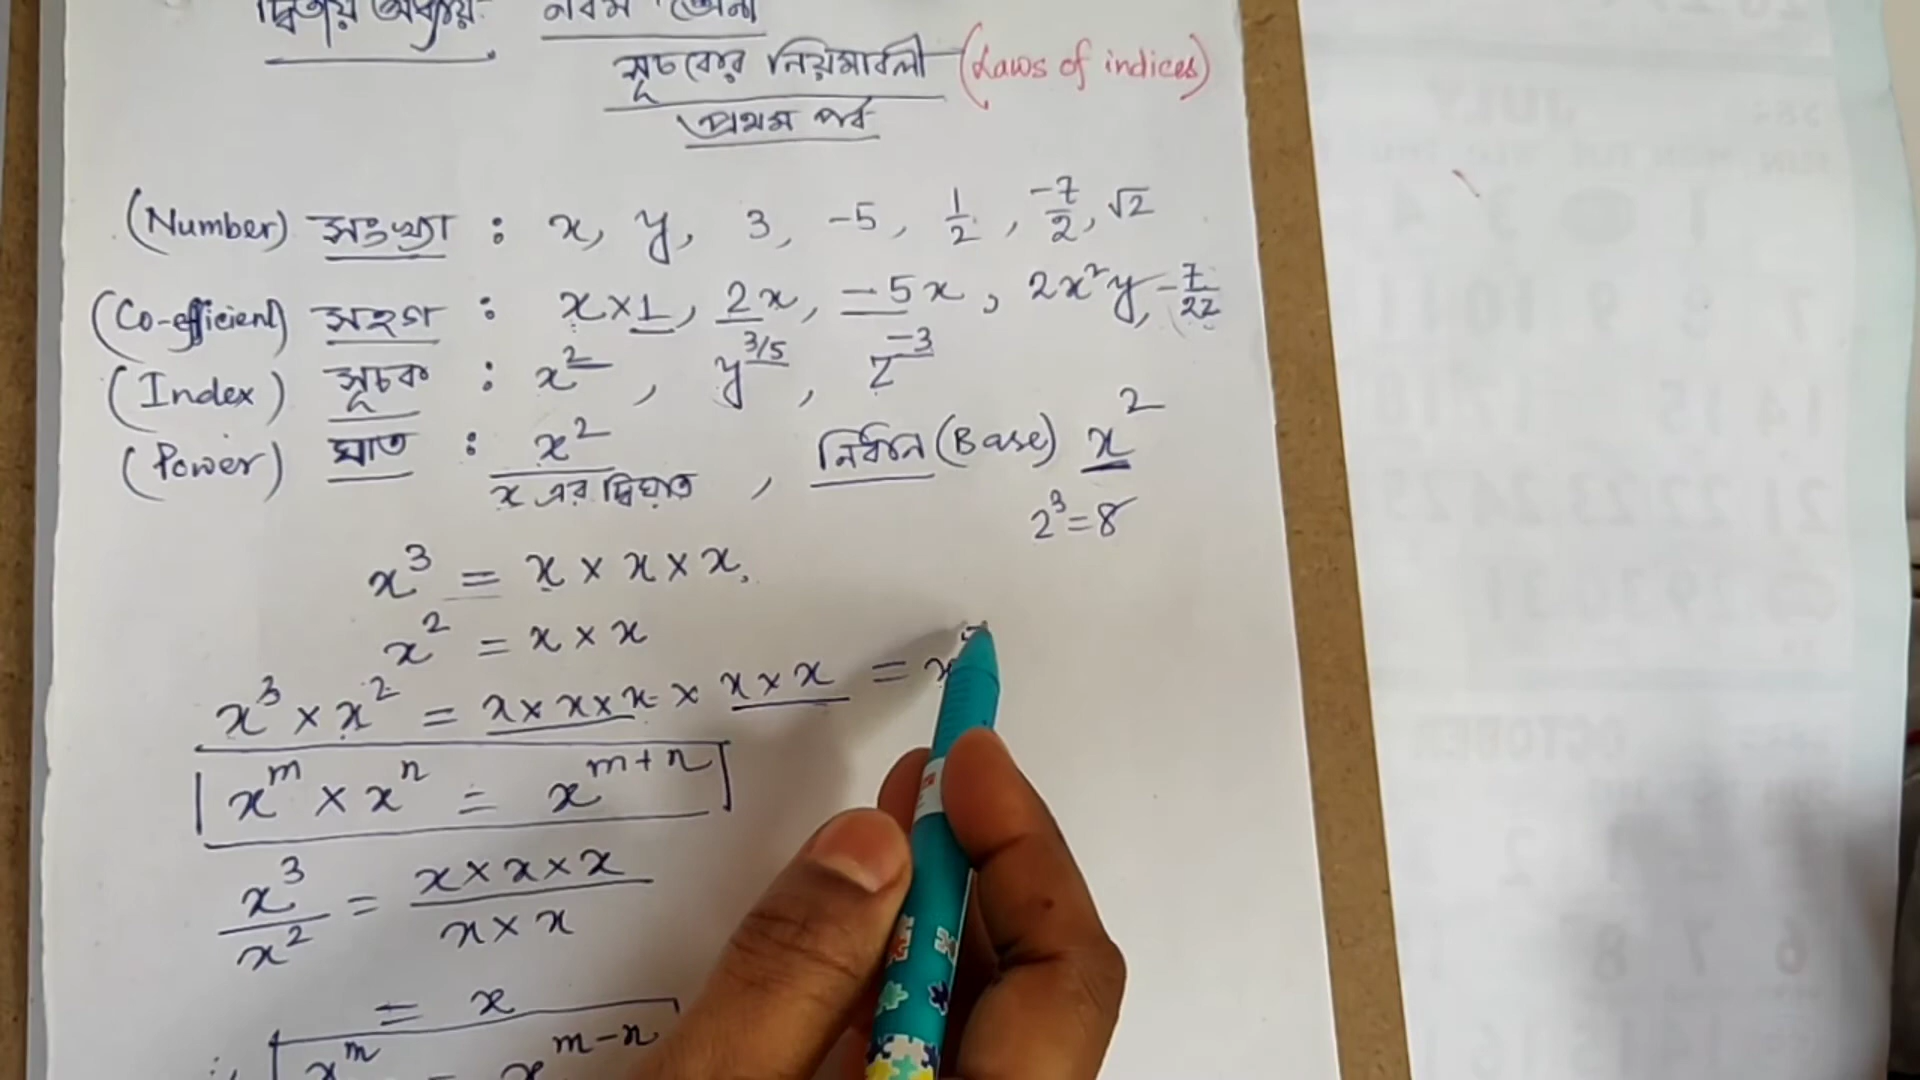 দ্বিতীয় অধ্যায় নবম শ্রেণী
সূচকের নিয়মাবলী (Laws of indices)
প্রথম পর্ব
(Number) সংখ্যা : x, y, 3, -5, 1/2, -7/2, √2
(Co-efficient) সহগ : x×1, 2x, -5x, 2x²y, -7/22
(Index) সূচক : x², y^3/5, z^-3
(Power) ঘাত : x², নিধান (Base) x²
x এর দ্বিঘাত
2³=8
x³ = x × x × x,
x² = x × x
x³ × x² = x × x × x × x × x = x
x^m × x^n = x^m+n
x³/x² = x × x × x / x × x
= x
x^m = x^m-n
JULY
OCTOBER